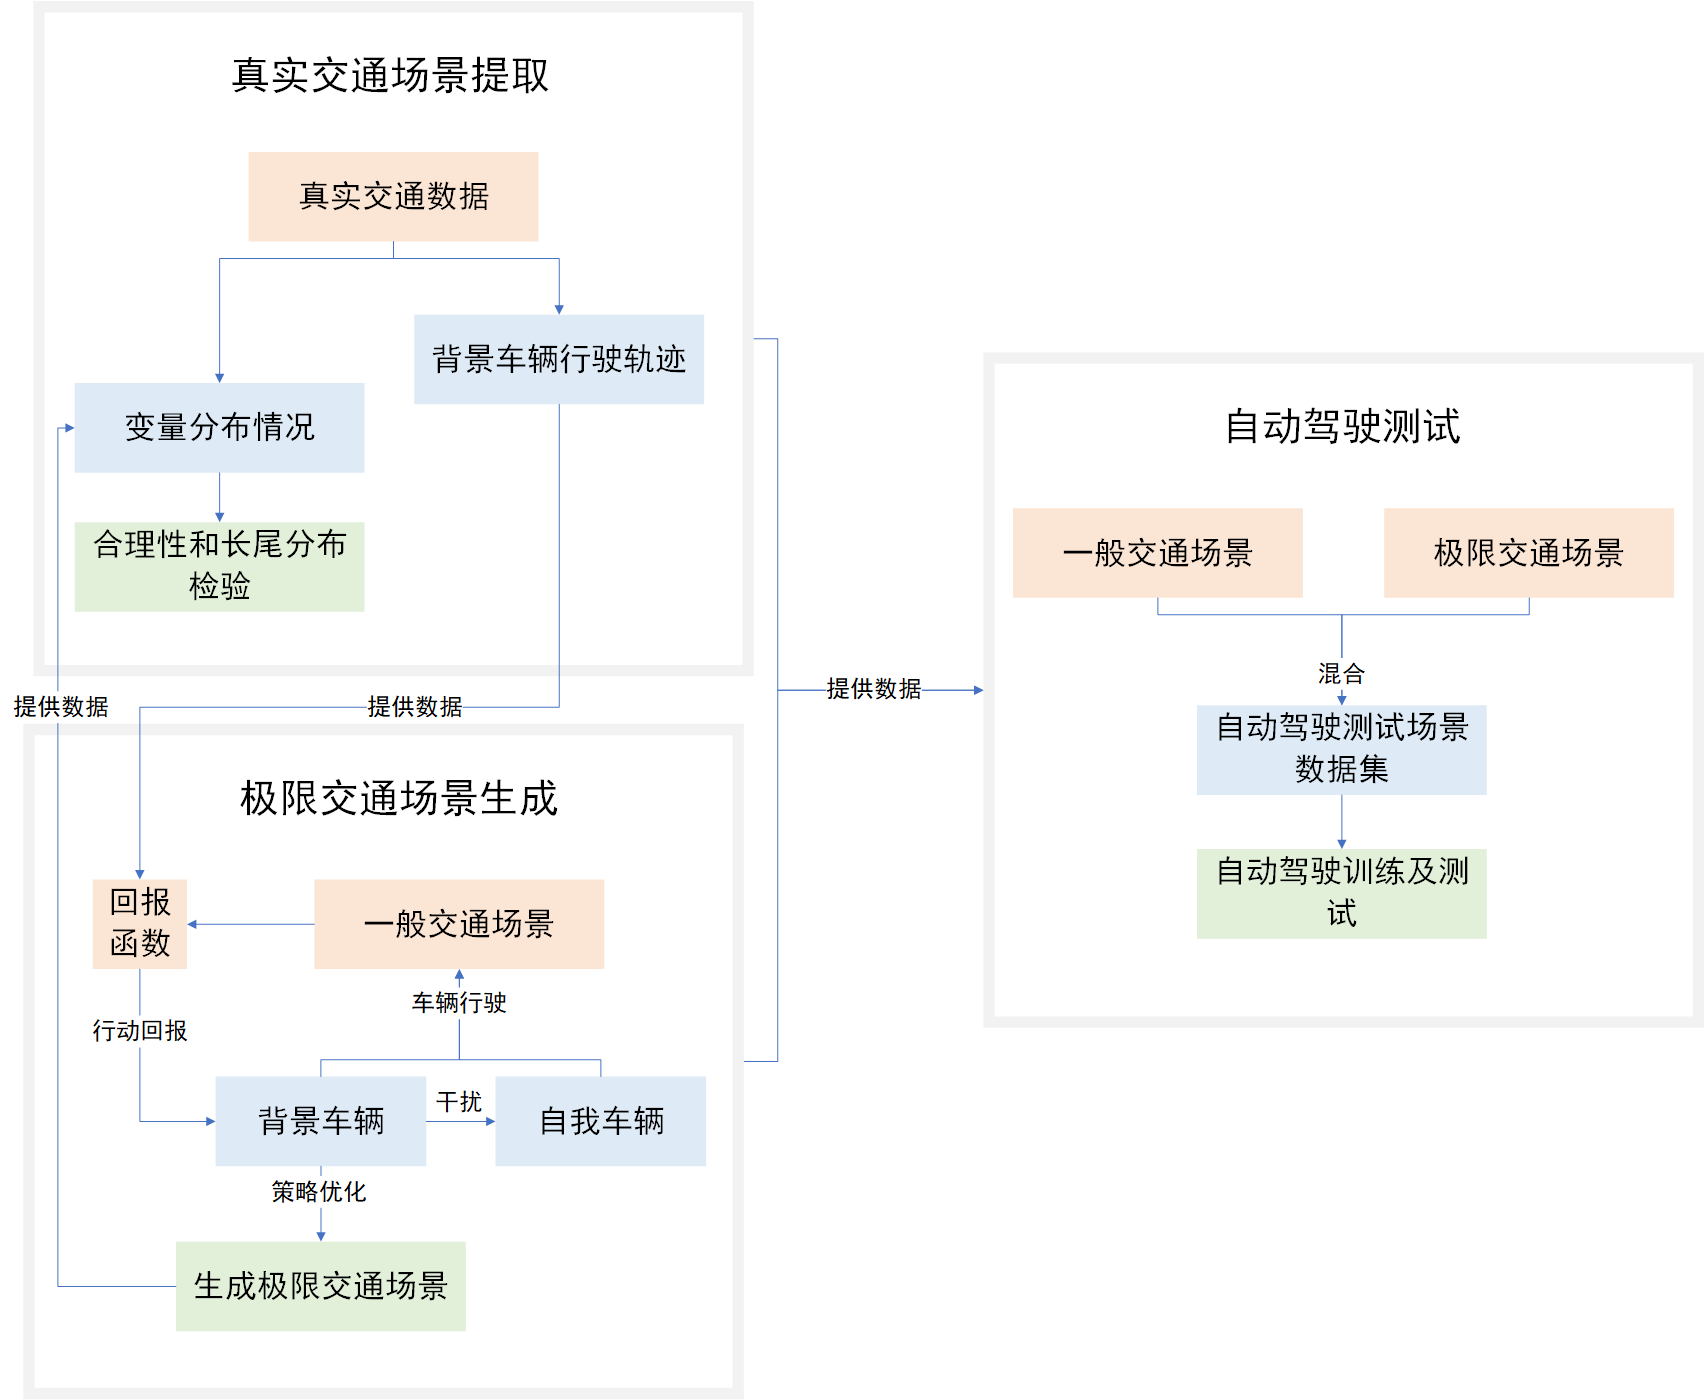 真实交通场景提取
真实交通数据
背景车辆行驶轨迹
变量分布情况
合理性和长尾分布
检验
提供数据
提供数据
极限交通场景生成
回报
函数
一般交通场景
车辆行驶
行动回报
背景车辆
干扰
自我车辆
策略优化
生成极限交通场景
提供数据
自动驾驶测试
一般交通场景
极限交通场景
混合
自动驾驶测试场景
数据集
自动驾驶训练及测
试